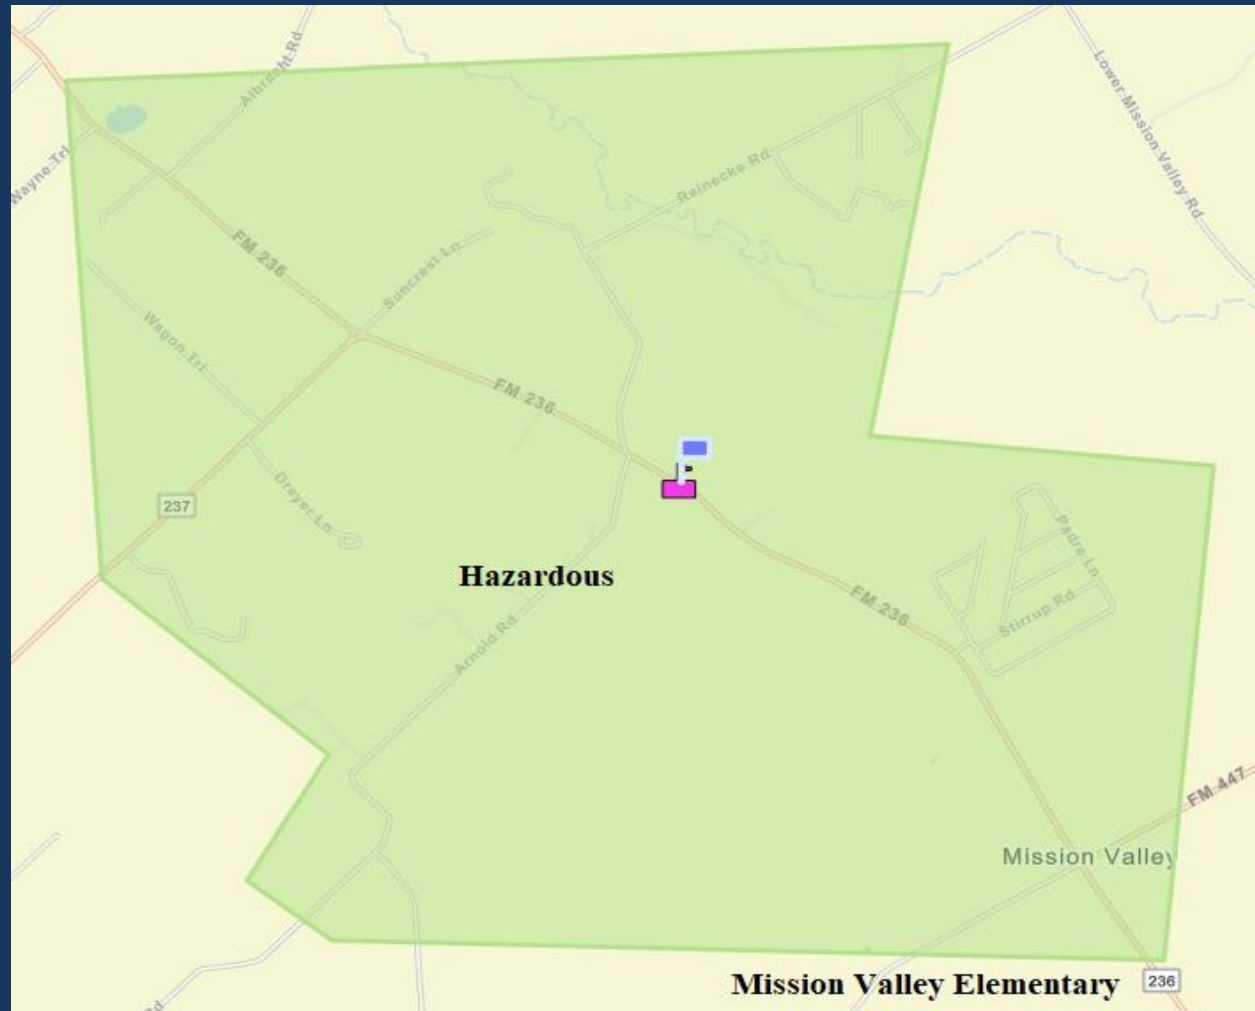 Albrecht Rd
Lower Mission Valley Rd
Wayne Trl
Reinecke Rd
FM 236
Suncrest Ln
Wagon Trl
FM 236
237
Dreyer Ln
Padre Ln
Hazardous
FM 236
Stirrup Rd
Arnold Rd
FM 447
Mission Valley
Mission Valley Elementary
236
Rd